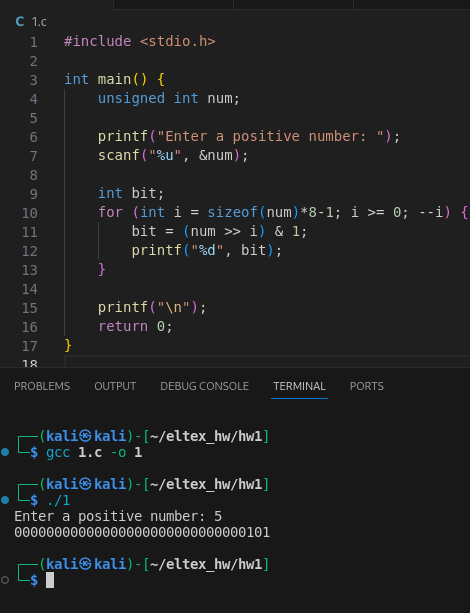 C 1.c
1 #include <stdio.h>
2
3 int main() {
4     unsigned int num;
5
6     printf("Enter a positive number: ");
7     scanf("%u", &num);
8
9     int bit;
10     for (int i = sizeof(num)*8-1; i >= 0; --i) {
11         bit = (num >> i) & 1;
12         printf("%d", bit);
13     }
14
15     printf("\n");
16     return 0;
17 }
18
PROBLEMS OUTPUT DEBUG CONSOLE TERMINAL PORTS
┌──(kali㉿kali)-[~/eltex_hw/hw1]
└─$ gcc 1.c -o 1
┌──(kali㉿kali)-[~/eltex_hw/hw1]
└─$ ./1
Enter a positive number: 5
00000000000000000000000000000101
┌──(kali㉿kali)-[~/eltex_hw/hw1]
└─$